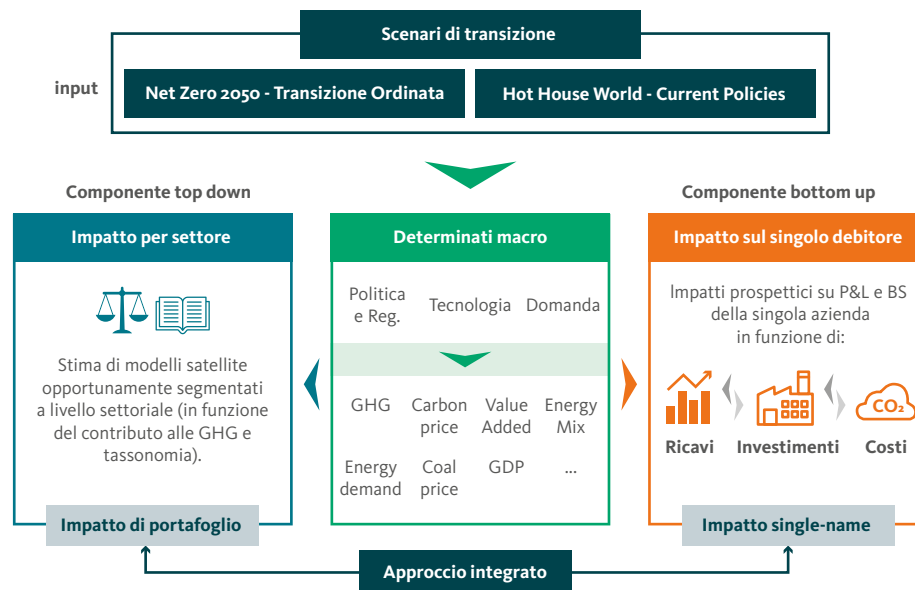 Scenari di transizione
input
Net Zero 2050 - Transizione Ordinata
Hot House World - Current Policies
Componente top down
Componente bottom up
Impatto per settore
Determinati macro
Impatto sul singolo debitore
Stima di modelli satellite
opportunamente segmentati
a livello settoriale (in funzione
del contributo alle GHG e
tassonomia).
Impatto di portafoglio
Politica
e Reg.
Tecnologia
Domanda
GHG
Carbon
price
Value
Added
Energy
Mix
Energy
demand
Coal
price
GDP
...
Impatti prospettici su P&L e BS
della singola azienda
in funzione di:
CO₂
Ricavi
Investimenti
Costi
Impatto single-name
Approccio integrato